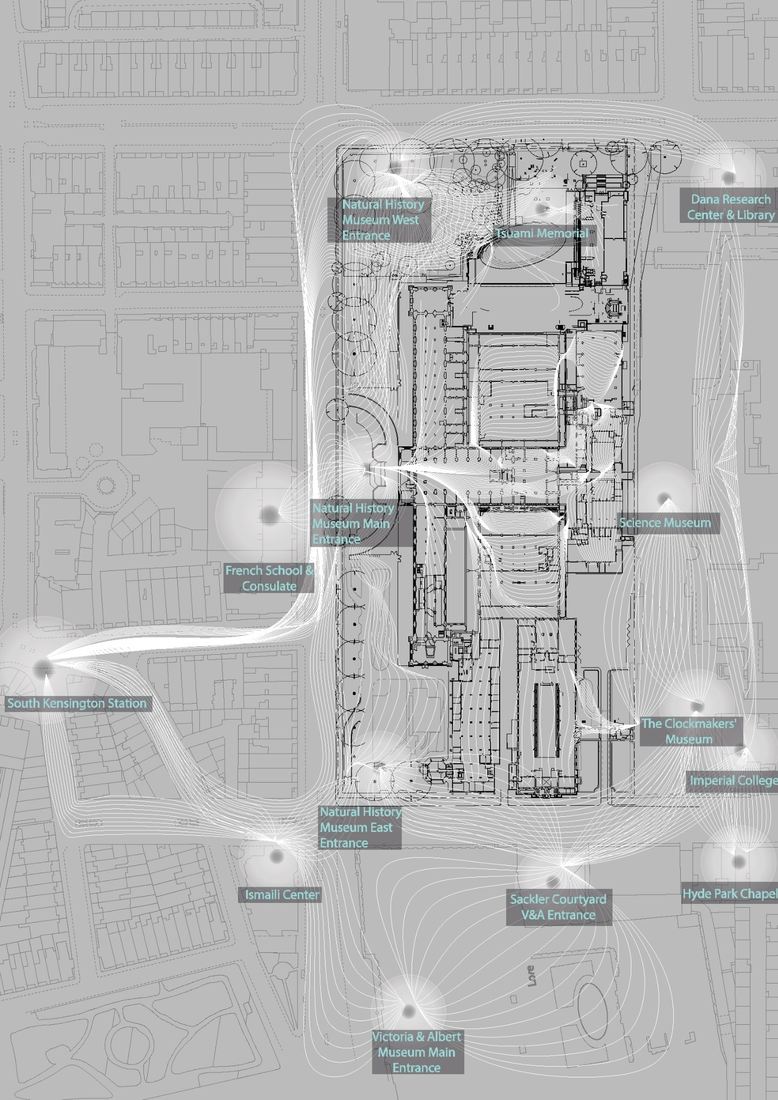 Natural History
Museum West
Entrance
Tsuami Memorial
Dana Research
Center & Library
Natural History
Museum Main
Entrance
Science Museum
French School &
Consulate
South Kensington Station
The Clockmakers'
Museum
Imperial College
Natural History
Museum East
Entrance
Ismaili Center
Sackler Courtyard
V&A Entrance
Hyde Park Chapel
Victoria & Albert
Museum Main
Entrance